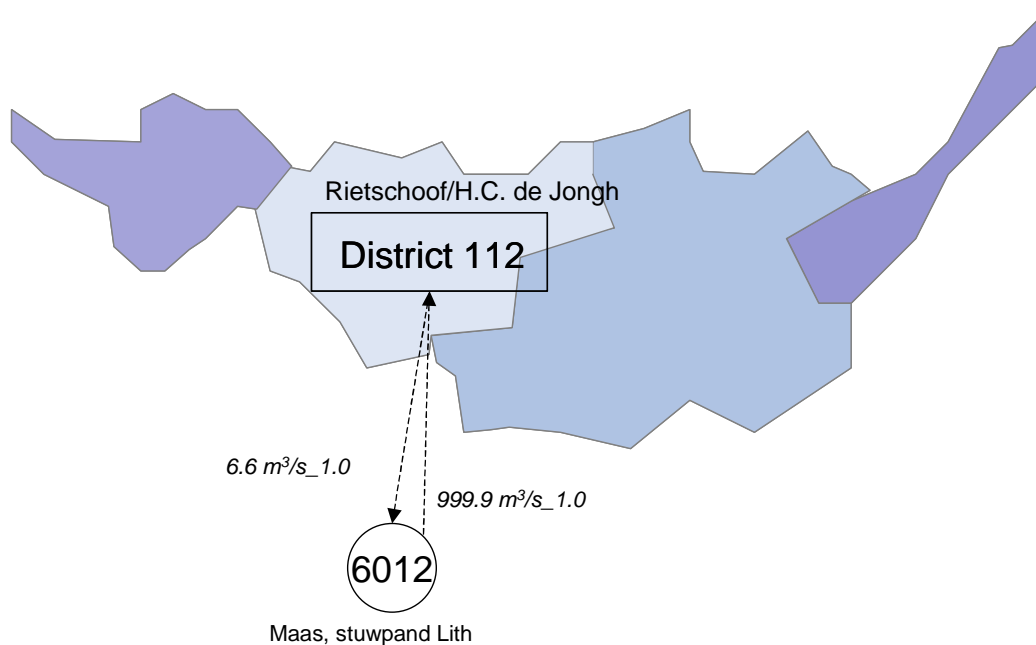 Rietschoof/H.C. de Jongh
District 112
6.6 m³/s_1.0
999.9 m³/s_1.0
6012
Maas, stuwpand Lith